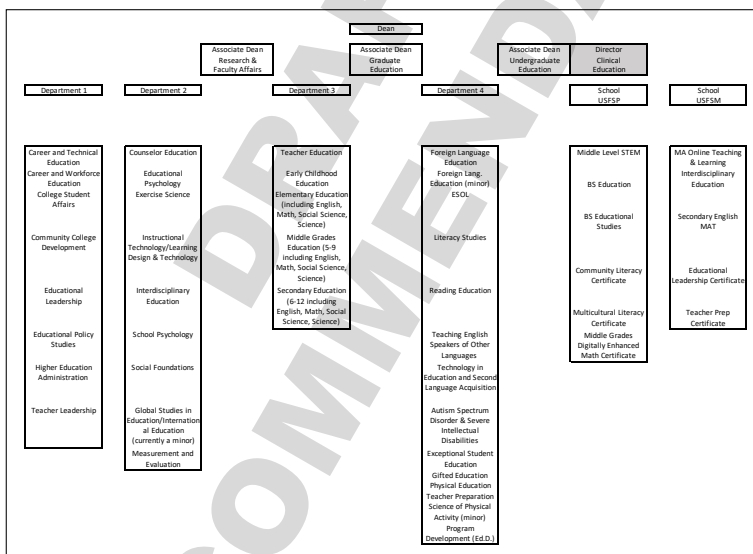 Dean
Associate Dean
Research &
Faculty Affairs
Associate Dean
Graduate
Education
Associate Dean
Undergraduate
Education
Director
Clinical
Education
Department 1
Department 2
Department 3
Department 4
School
USFSP
School
USFSM
Career and Technical
Education
Career and Workforce
Education
College Student
Affairs
Community College
Development
Educational
Leadership
Educational Policy
Studies
Higher Education
Administration
Teacher Leadership
Counselor Education
Educational
Psychology
Exercise Science
Instructional
Technology/Learning
Design & Technology
Interdisciplinary
Education
School Psychology
Social Foundations
Global Studies in
Education/Internation
al Education
(currently a minor)
Measurement and
Evaluation
Teacher Education
Early Childhood
Education
Elementary Education
(including English,
Math, Social Science,
Science)
Middle Grades
Education (5-9
including English,
Math, Social Science,
Science)
Secondary Education
(6-12 including
English, Math, Social
Science, Science)
Foreign Language
Education
Foreign Lang.
Education (minor)
ESOL
Literacy Studies
Reading Education
Teaching English
Speakers of Other
Languages
Technology in
Education and Second
Language Acquisition
Autism Spectrum
Disorder & Severe
Intellectual
Disabilities
Exceptional Student
Education
Gifted Education
Physical Education
Teacher Preparation
Science of Physical
Activity (minor)
Program
Development (Ed.D.)
Middle Level STEM
BS Education
BS Educational
Studies
Community Literacy
Certificate
Multicultural Literacy
Certificate
Middle Grades
Digitally Enhanced
Math Certificate
MA Online Teaching
& Learning
Interdisciplinary
Education
Secondary English
MAT
Educational
Leadership Certificate
Teacher Prep
Certificate